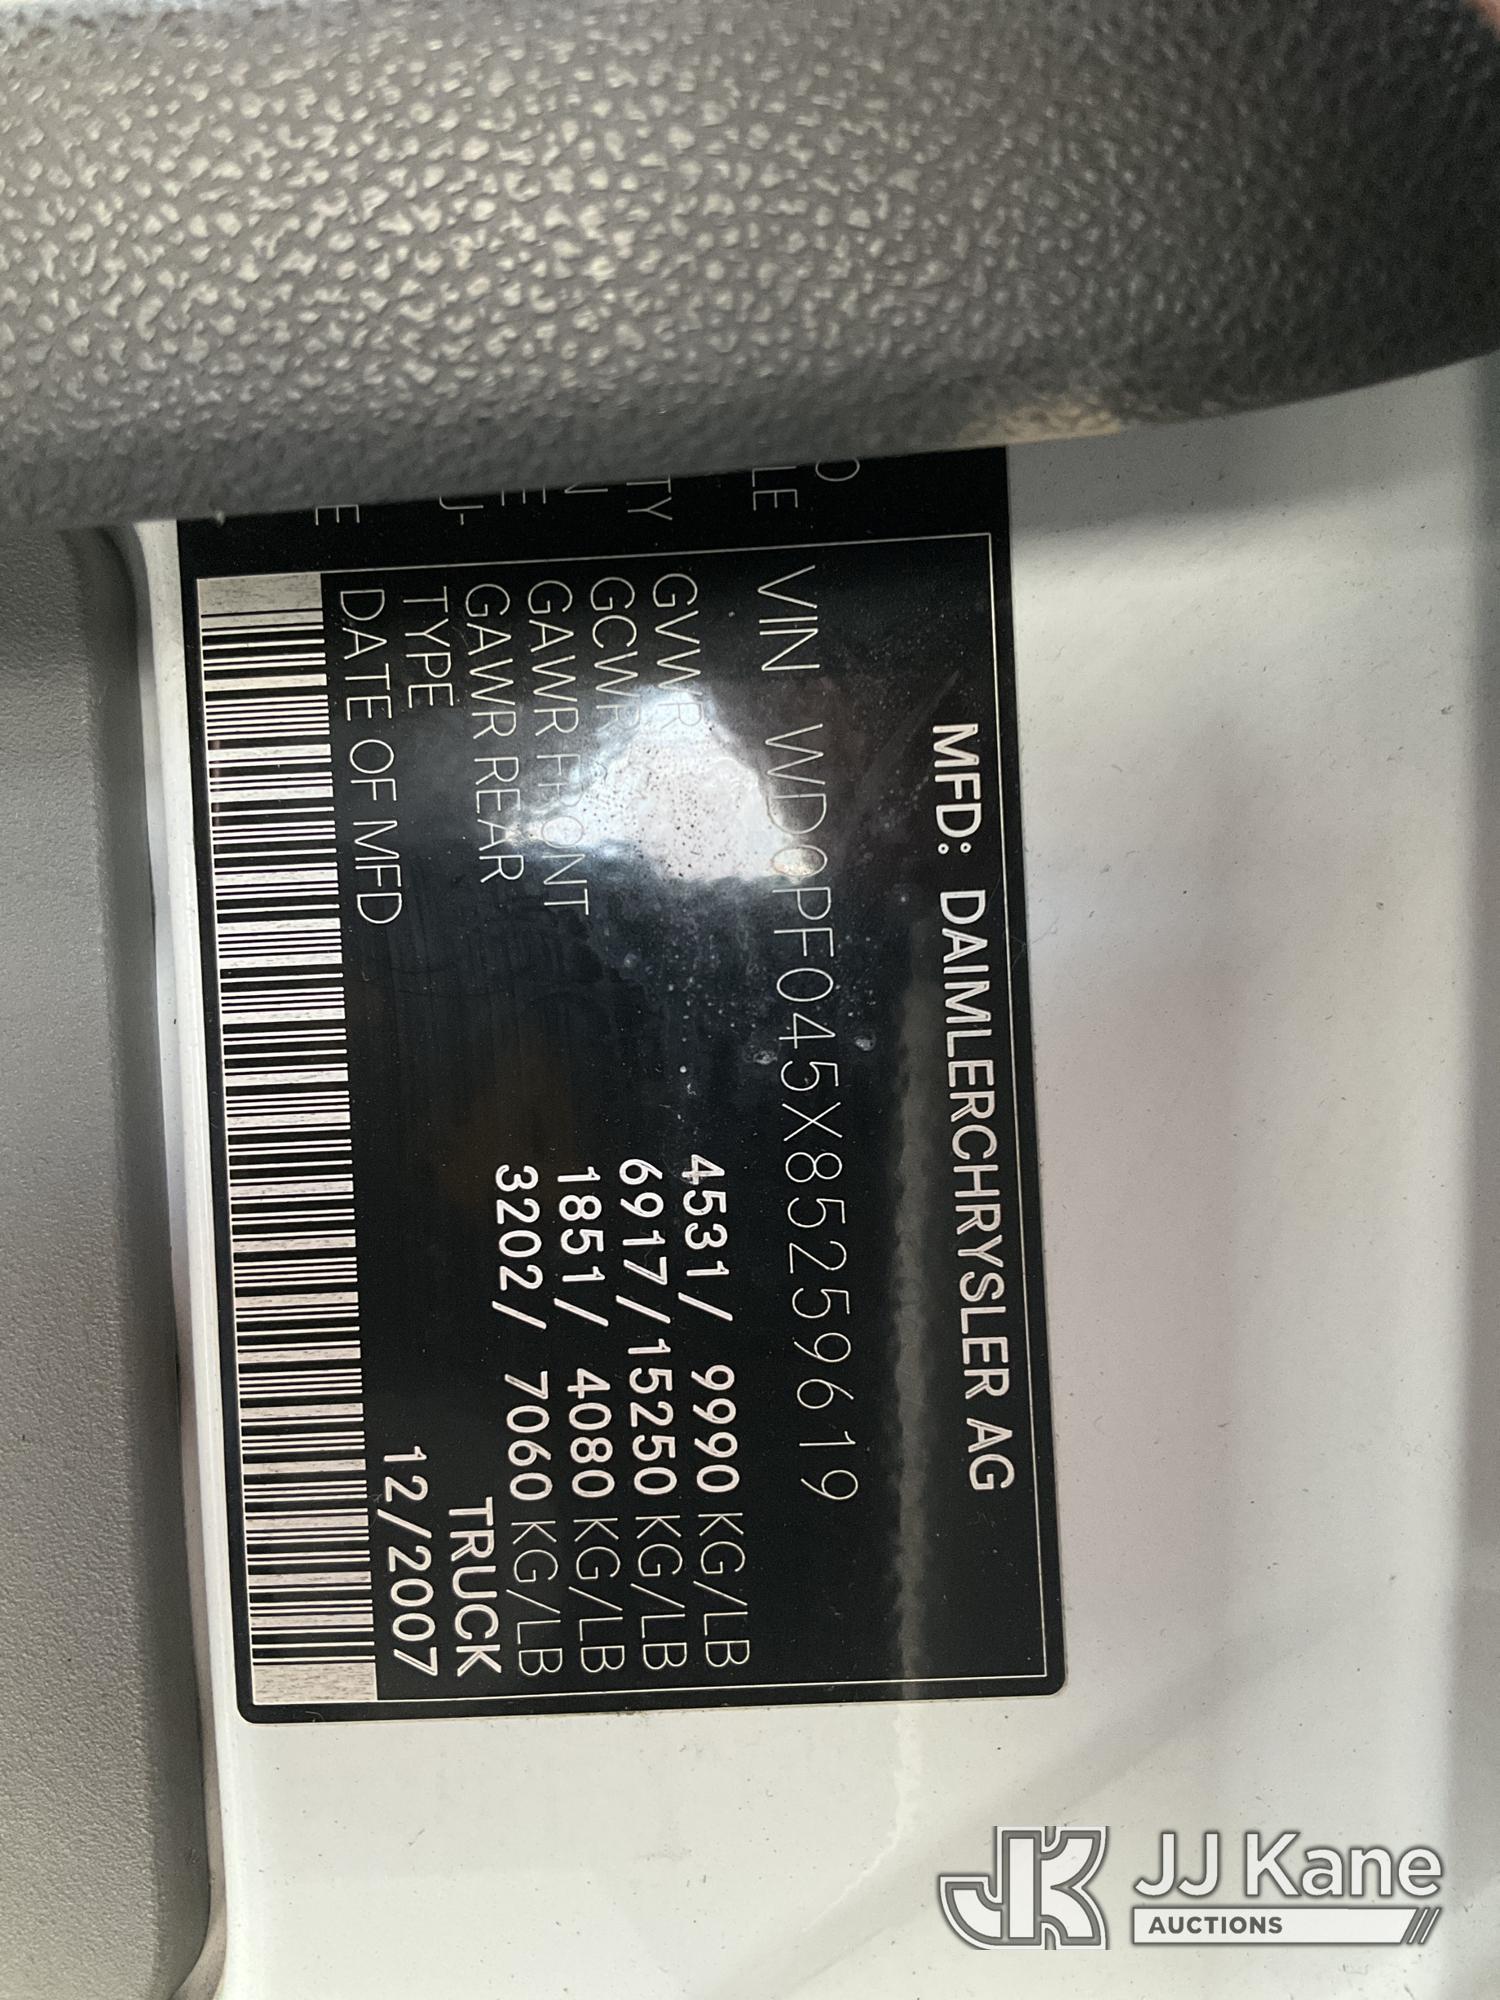 MFD: DAIMLERCHRYSLER AG
VIN WD0PF045X85259619
GVWR 4531/ 9990 KG/LB
GCWR 6917/15250 KG/LB
GAWR FRONT 1851/ 4080 KG/LB
GAWR REAR 3202/ 7060 KG/LB
TYPE TRUCK
DATE OF MFD 12/2007
JJ Kane
AUCTIONS